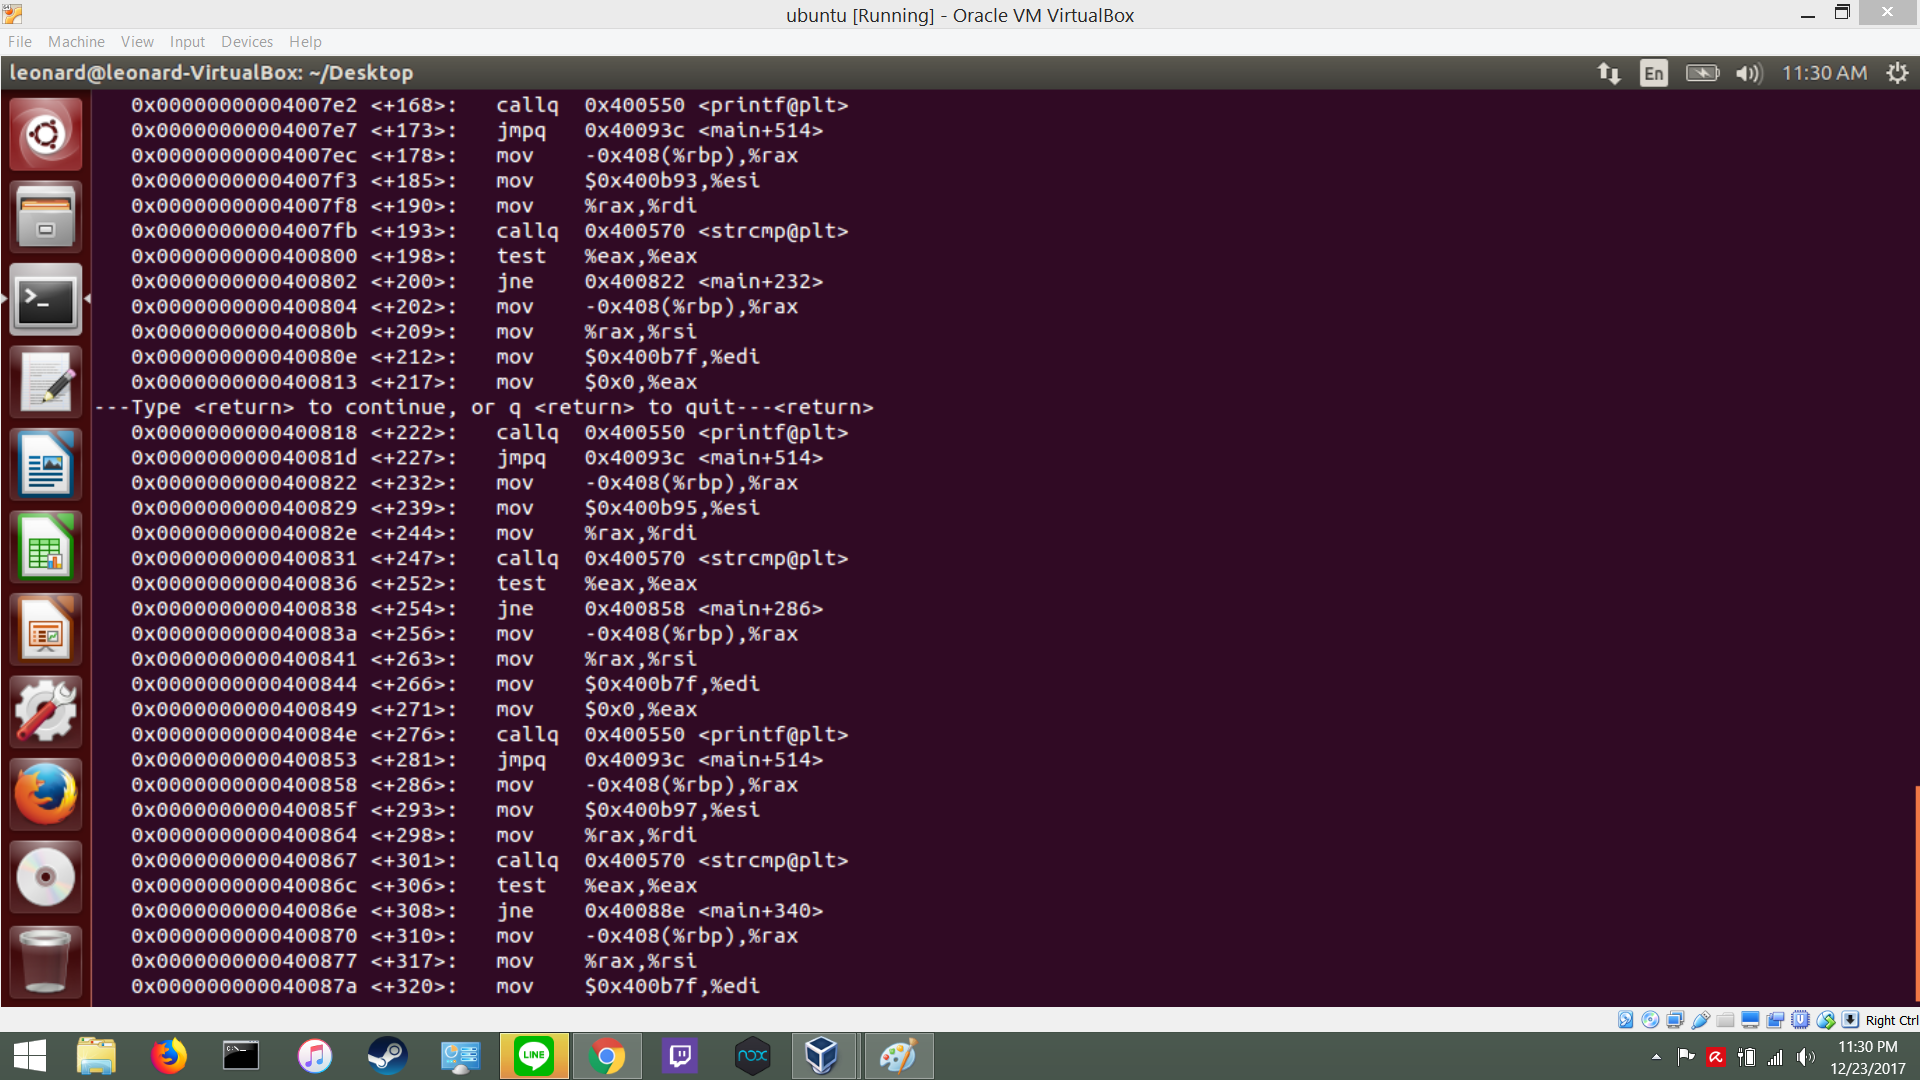 ubuntu [Running] - Oracle VM VirtualBox
File Machine View Input Devices Help
leonard@leonard-VirtualBox: ~/Desktop En 11:30 AM
0x00000000004007e2 <+168>: callq 0x400550 <printf@plt>
0x00000000004007e7 <+173>: jmpq 0x40093c <main+514>
0x00000000004007ec <+178>: mov -0x408(%rbp),%rax
0x00000000004007f3 <+185>: mov $0x400b93,%esi
0x00000000004007f8 <+190>: mov %rax,%rdi
0x00000000004007fb <+193>: callq 0x400570 <strcmp@plt>
0x0000000000400800 <+198>: test %eax,%eax
0x0000000000400802 <+200>: jne 0x400822 <main+232>
0x0000000000400804 <+202>: mov -0x408(%rbp),%rax
0x000000000040080b <+209>: mov %rax,%rsi
0x000000000040080e <+212>: mov $0x400b7f,%edi
0x0000000000400813 <+217>: mov $0x0,%eax
---Type <return> to continue, or q <return> to quit---<return>
0x0000000000400818 <+222>: callq 0x400550 <printf@plt>
0x000000000040081d <+227>: jmpq 0x40093c <main+514>
0x0000000000400822 <+232>: mov -0x408(%rbp),%rax
0x0000000000400829 <+239>: mov $0x400b95,%esi
0x000000000040082e <+244>: mov %rax,%rdi
0x0000000000400831 <+247>: callq 0x400570 <strcmp@plt>
0x0000000000400836 <+252>: test %eax,%eax
0x0000000000400838 <+254>: jne 0x400858 <main+286>
0x000000000040083a <+256>: mov -0x408(%rbp),%rax
0x0000000000400841 <+263>: mov %rax,%rsi
0x0000000000400844 <+266>: mov $0x400b7f,%edi
0x0000000000400849 <+271>: mov $0x0,%eax
0x000000000040084e <+276>: callq 0x400550 <printf@plt>
0x0000000000400853 <+281>: jmpq 0x40093c <main+514>
0x0000000000400858 <+286>: mov -0x408(%rbp),%rax
0x000000000040085f <+293>: mov $0x400b97,%esi
0x0000000000400864 <+298>: mov %rax,%rdi
0x0000000000400867 <+301>: callq 0x400570 <strcmp@plt>
0x000000000040086c <+306>: test %eax,%eax
0x000000000040086e <+308>: jne 0x40088e <main+340>
0x0000000000400870 <+310>: mov -0x408(%rbp),%rax
0x0000000000400877 <+317>: mov %rax,%rsi
0x000000000040087a <+320>: mov $0x400b7f,%edi
Right Ctrl
LINE
nox
11:30 PM
12/23/2017